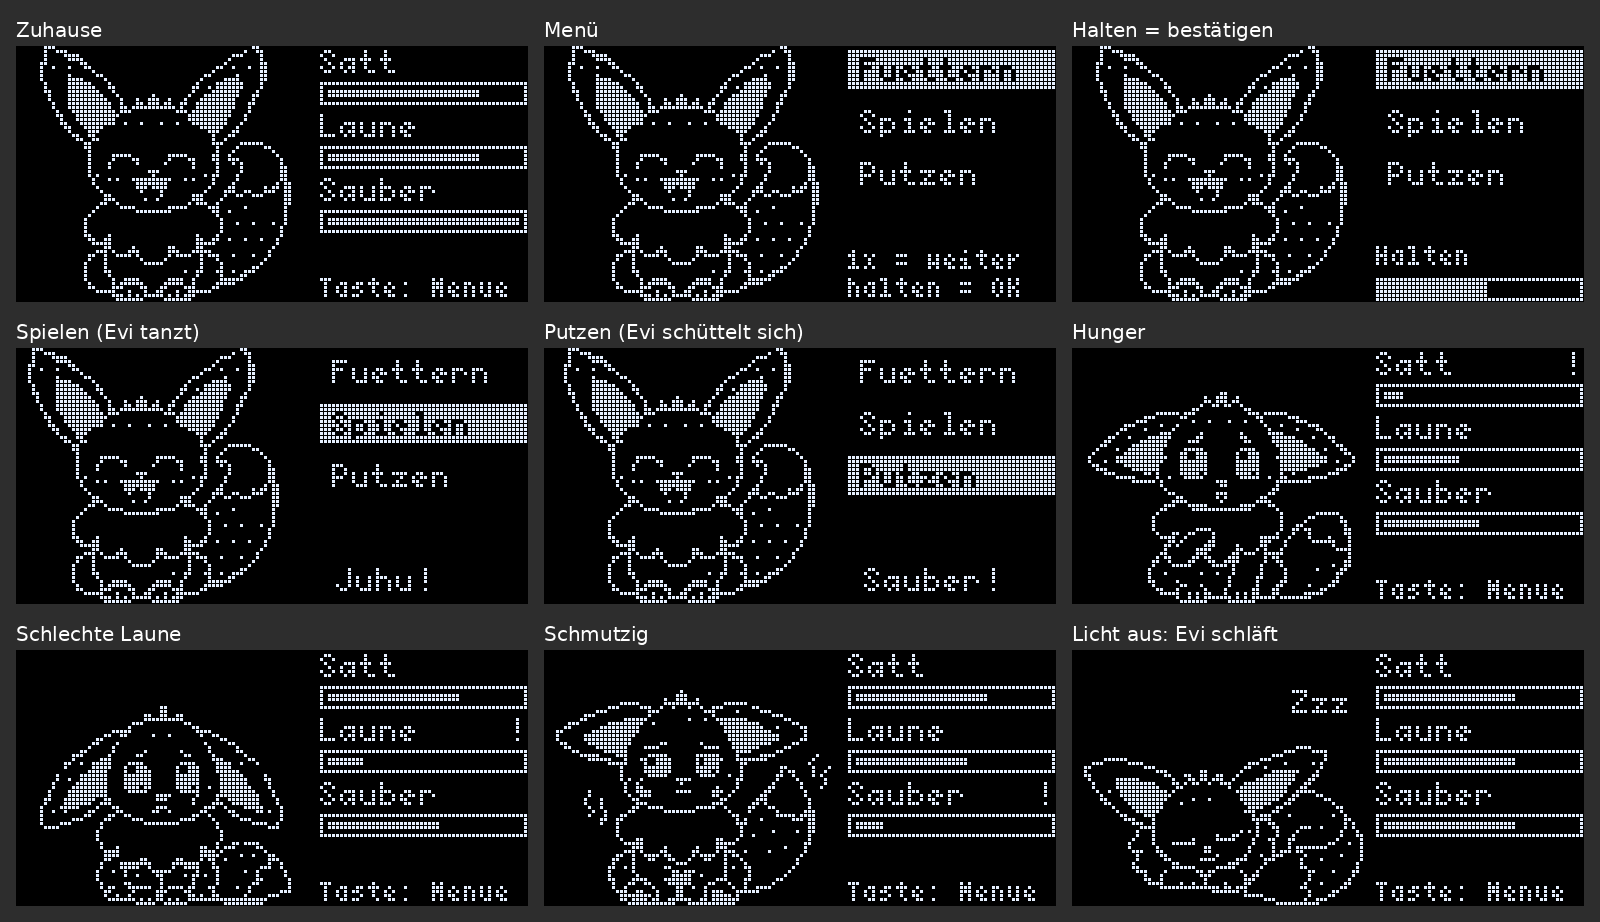 Zuhause
Satt
Laune
Sauber
Taste: Menue
Menü
Fuettern
Spielen
Putzen
1x = weiter
halten = OK
Halten = bestätigen
Fuettern
Spielen
Putzen
Halten
Spielen (Evi tanzt)
Fuettern
Spielen
Putzen
Juhu!
Putzen (Evi schüttelt sich)
Fuettern
Spielen
Putzen
Sauber!
Hunger
Satt !
Laune
Sauber
Taste: Menue
Schlechte Laune
Satt
Laune !
Sauber
Taste: Menue
Schmutzig
Satt
Laune
Sauber !
Taste: Menue
Licht aus: Evi schläft
Zzz
Satt
Laune
Sauber
Taste: Menue